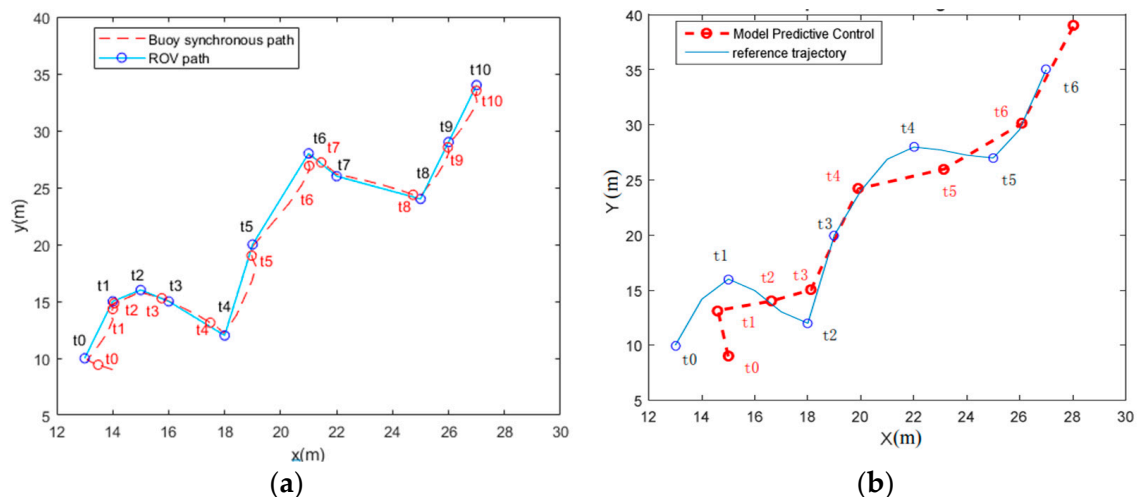 Buoy synchronous path
ROV path
40
35
30
25
20
15
10
5
y(m)
t0
t1
t2
t3
t4
t5
t6
t7
t8
t9
t10
t0
t1
t2
t3
t4
t5
t6
t7
t8
t9
t10
12 14 16 18 20 22 24 26 28 30
x(m)
(a)
Model Predictive Control
reference trajectory
40
35
30
25
20
15
10
5
Y(m)
t0
t1
t2
t3
t4
t5
t6
t0
t1
t2
t3
t4
t5
t6
12 14 16 18 20 22 24 26 28 30
X(m)
(b)